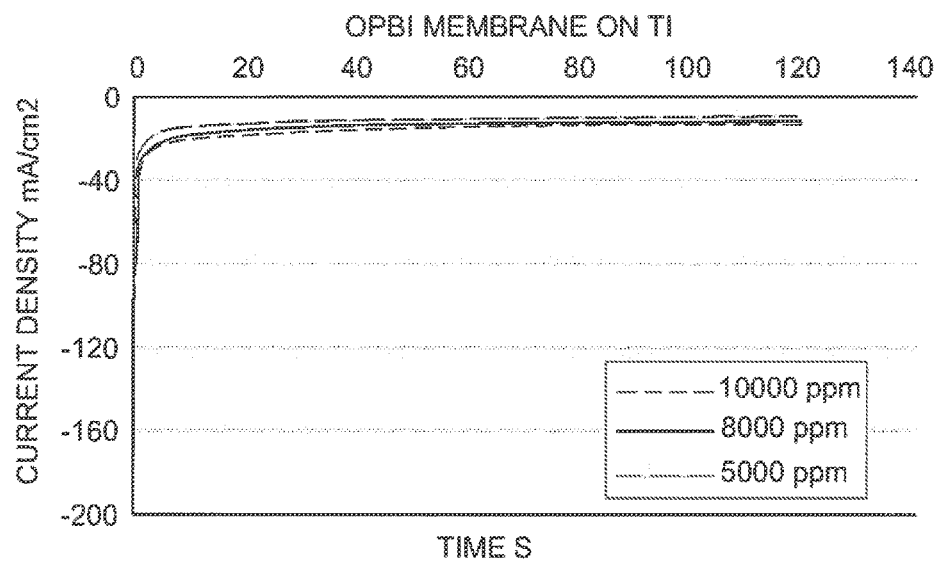 OPBI MEMBRANE ON TI
0 20 40 60 80 100 120 140
0
-40
-80
-120
-160
-200
CURRENT DENSITY mA/cm2
10000 ppm
8000 ppm
5000 ppm
TIME S